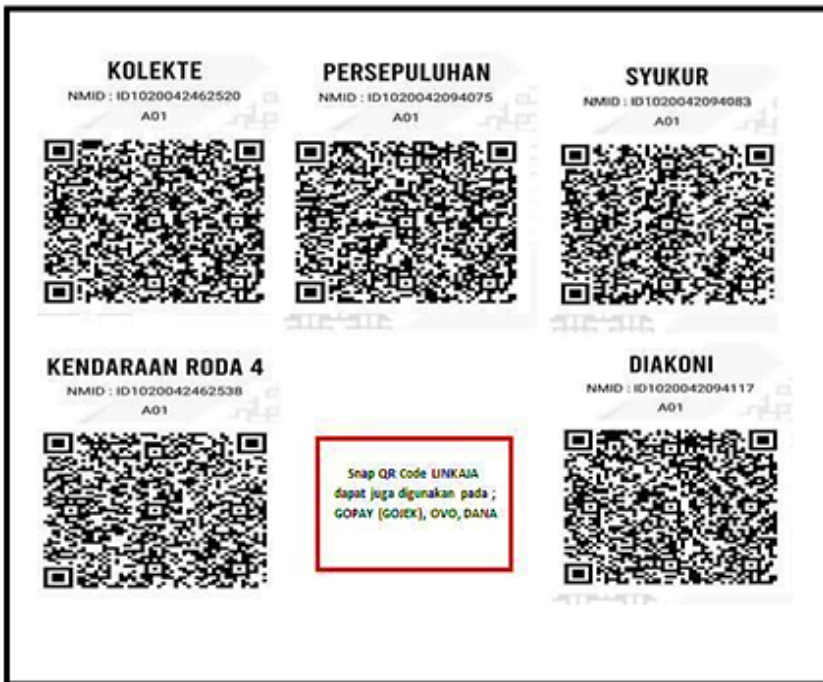 KOLEKTE
NMID : ID1020042462520
A01
PERSEPULUHAN
NMID : ID1020042094075
A01
SYUKUR
NMID : ID1020042094083
A01
KENDARAAN RODA 4
NMID : ID1020042462538
A01
Snap QR Code LINKAJA
dapat juga digunakan pada ;
GOPAY (GOJEK), OVO, DANA
DIAKONI
NMID : ID1020042094117
A01